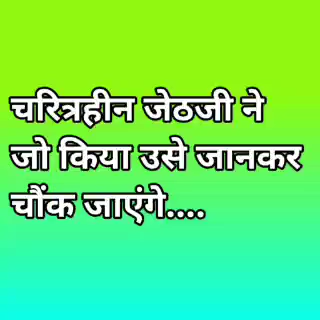 चरित्रहीन जेठजी ने
जो किया उसे जानकर
चौंक जाएंगे....